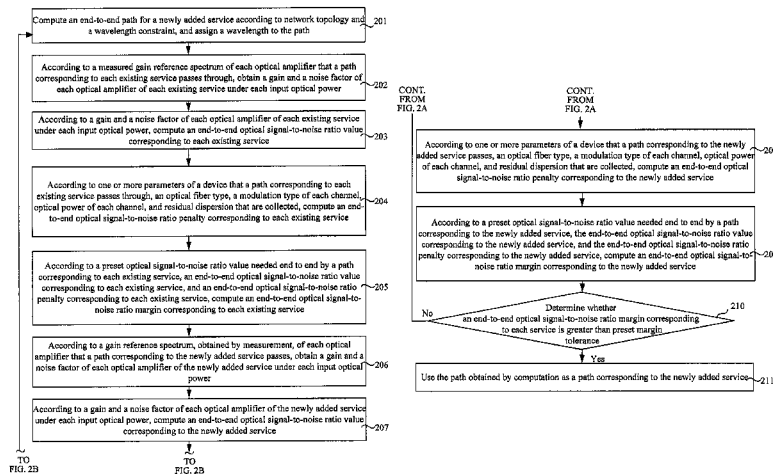 Compute an end-to-end path for a newly added service according to network topology and
a wavelength constraint, and assign a wavelength to the path
201
According to a measured gain reference spectrum of each optical amplifier that a path
corresponding to each existing service passes through, obtain a gain and a noise factor of
each optical amplifier of each existing service under each input optical power
202
According to a gain and a noise factor of each optical amplifier of each existing service
under each input optical power, compute an end-to-end optical signal-to-noise ratio value
corresponding to each existing service
203
According to one or more parameters of a device that a path corresponding to each
existing service passes through, an optical fiber type, a modulation type of each channel,
optical power of each channel, and residual dispersion that are collected, compute an end-
to-end optical signal-to-noise ratio penalty corresponding to each existing service
204
According to a preset optical signal-to-noise ratio value needed end to end by a path
corresponding to each existing service, an end-to-end optical signal-to-noise ratio value
corresponding to each existing service, and an end-to-end optical signal-to-noise ratio
penalty corresponding to each existing service, compute an end-to-end optical signal-to-
noise ratio margin corresponding to each existing service
205
According to a gain reference spectrum, obtained by measurement, of each optical
amplifier that a path corresponding to the newly added service passes, obtain a gain and a
noise factor of each optical amplifier of the newly added service under each input optical
power
206
According to a gain and a noise factor of each optical amplifier of the newly added service
under each input optical power, compute an end-to-end optical signal-to-noise ratio value
corresponding to the newly added service
207
TO
FIG. 2B
TO
FIG. 2B
CONT.
FROM
FIG. 2A
CONT.
FROM
FIG. 2A
According to one or more parameters of a device that a path corresponding to the newly
added service passes, an optical fiber type, a modulation type of each channel, optical power
of each channel, and residual dispersion that are collected, compute an end-to-end optical
signal-to-noise ratio penalty corresponding to the newly added service
20
According to a preset optical signal-to-noise ratio value needed end to end by a path
corresponding to the newly added service, the end-to-end optical signal-to-noise ratio value
corresponding to the newly added service, and the end-to-end optical signal-to-noise ratio
penalty corresponding to the newly added service, compute an end-to-end optical signal-to-
noise ratio margin corresponding to the newly added service
20
No
Determine whether
an end-to-end optical signal-to-noise ratio margin corresponding
to each service is greater than preset margin
tolerance
210
Yes
Use the path obtained by computation as a path corresponding to the newly added service
211